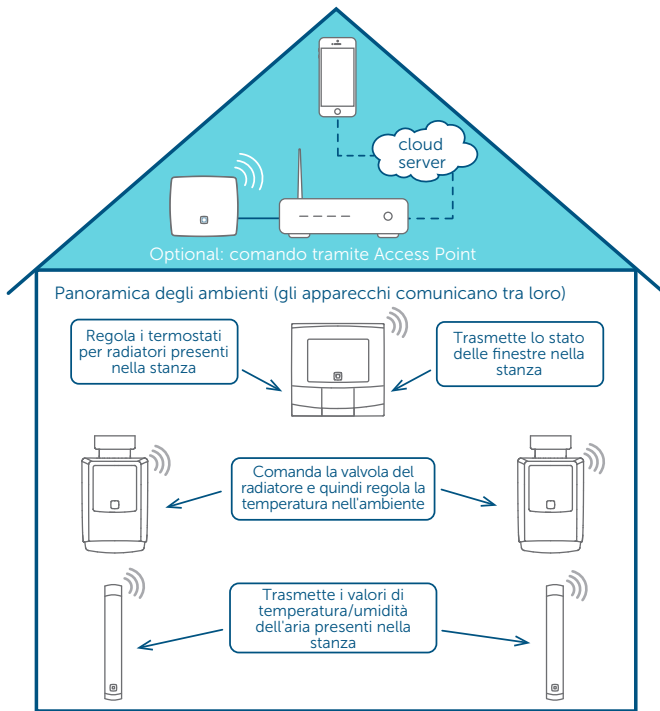 cloud
server
Optional: comando tramite Access Point
Panoramica degli ambienti (gli apparecchi comunicano tra loro)
Regola i termostati
per radiatori presenti
nella stanza
Trasmette lo stato
delle finestre nella
stanza
Comanda la valvola del
radiatore e quindi regola la
temperatura nell'ambiente
Trasmette i valori di
temperatura/umidità
dell'aria presenti nella
stanza